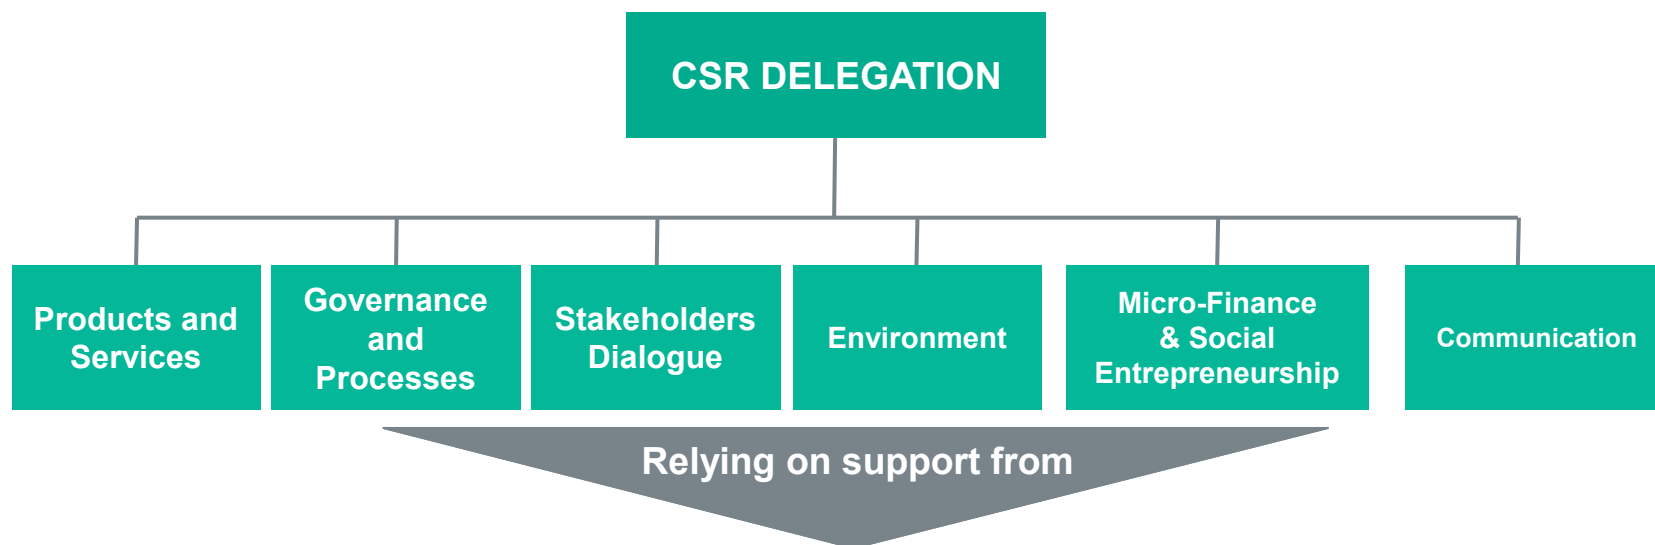 CSR DELEGATION
Products and
Services
Governance
and
Processes
Stakeholders
Dialogue
Environment
Micro-Finance
& Social
Entrepreneurship
Communication
Relying on support from